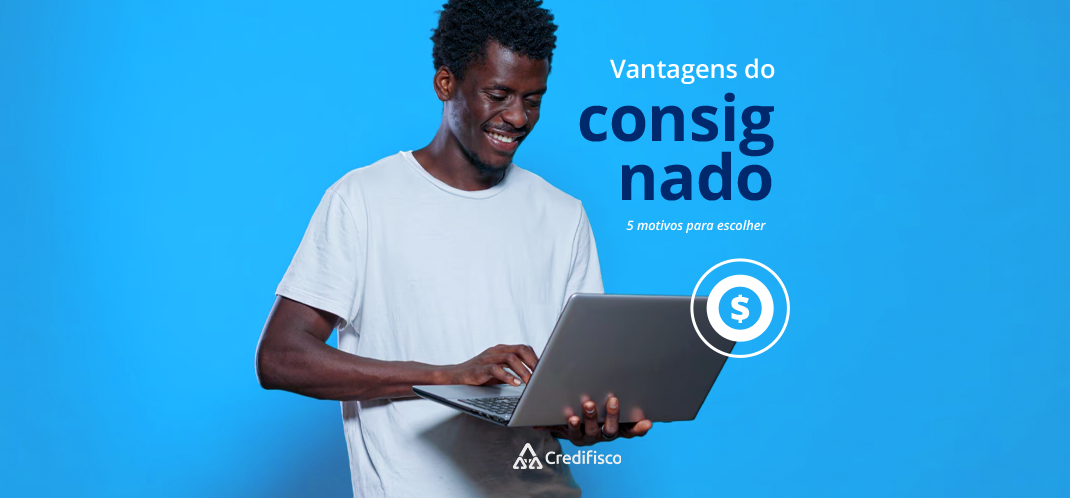 Vantagens do
consig
nado
5 motivos para escolher
$
Credifisco